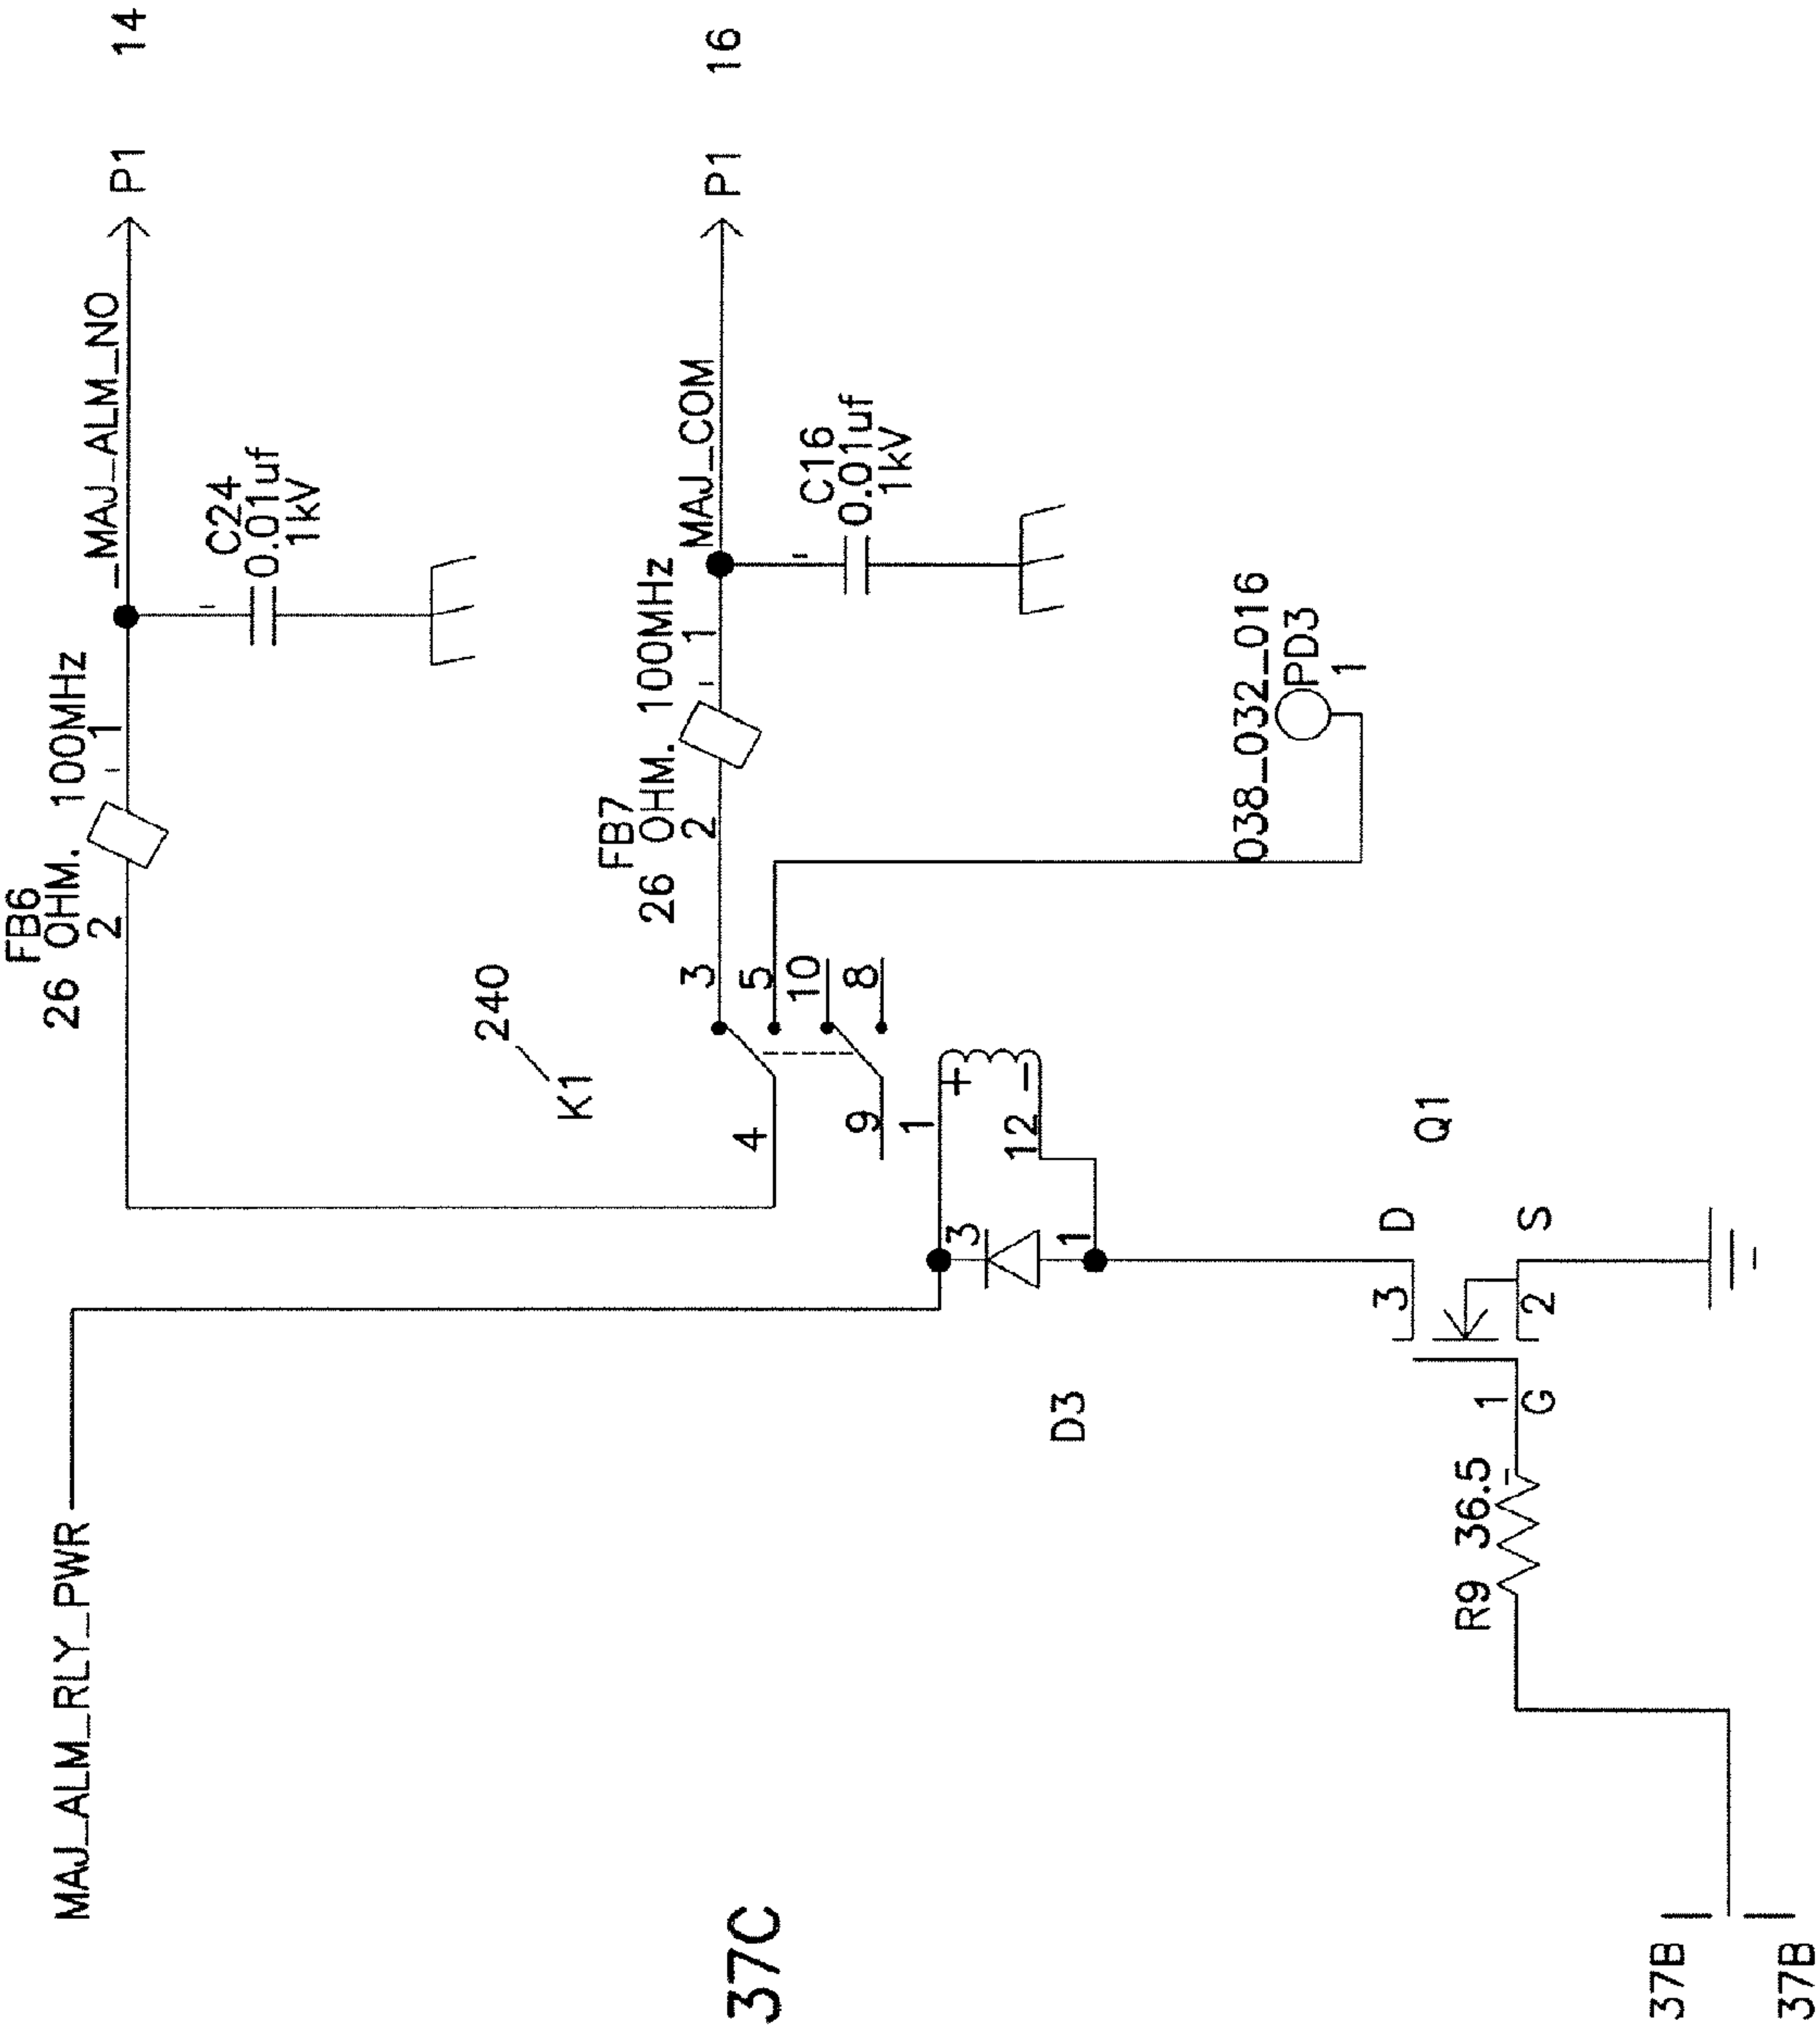 FB6
26 OHM. 100MHz
2
1
_MAJ_ALM_NO
P1 14
C24
0.01uf
1kV
MAJ_ALM_RLY_PWR
240
K1
FB7
26 OHM. 100MHz
2
1
MAJ_COM
P1 16
C16
0.01uf
1kV
37C
4
3
5
10
9
8
1
+
12
–
3
1
D3
038_032_016
PD3
1
Q1
3
D
2
S
1
G
R9 36.5
37B
37B